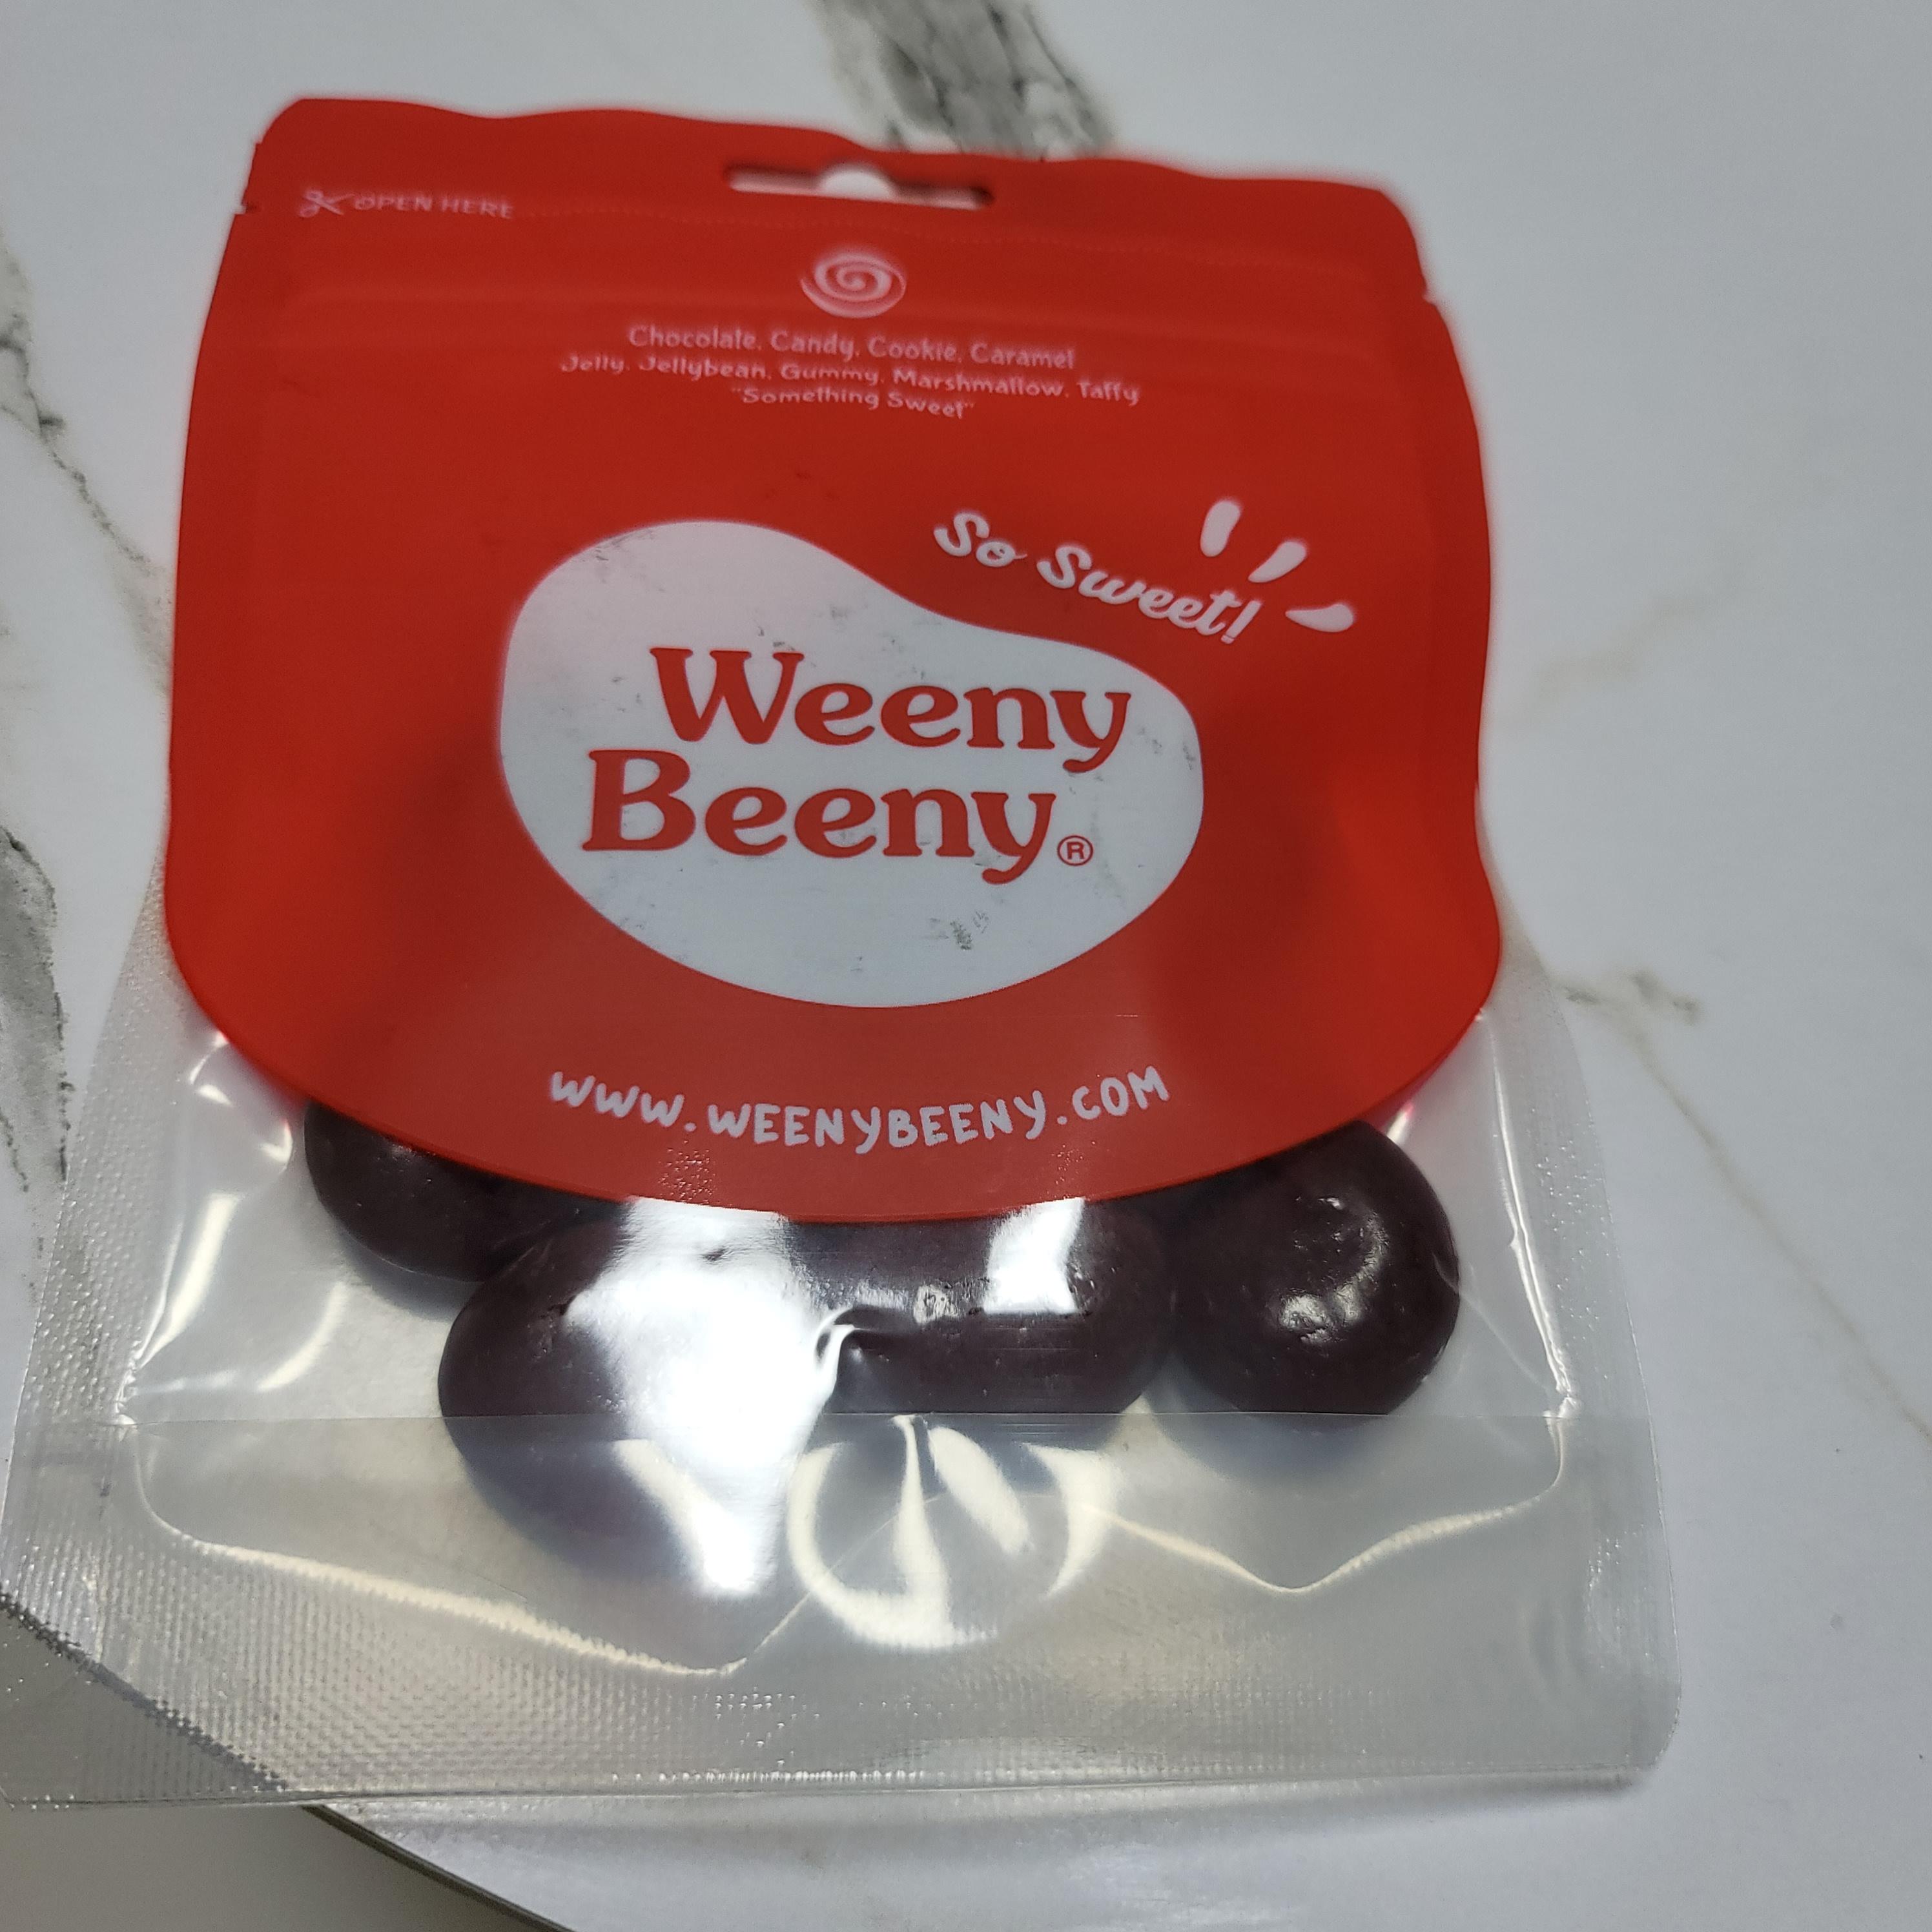 OPEN HERE
Chocolate, Candy, Cookie, Caramel
Jelly, Jellybean, Gummy, Marshmallow, Taffy
"Something Sweet"
So Sweet!
Weeny
Beeny®
WWW.WEENYBEENY.COM